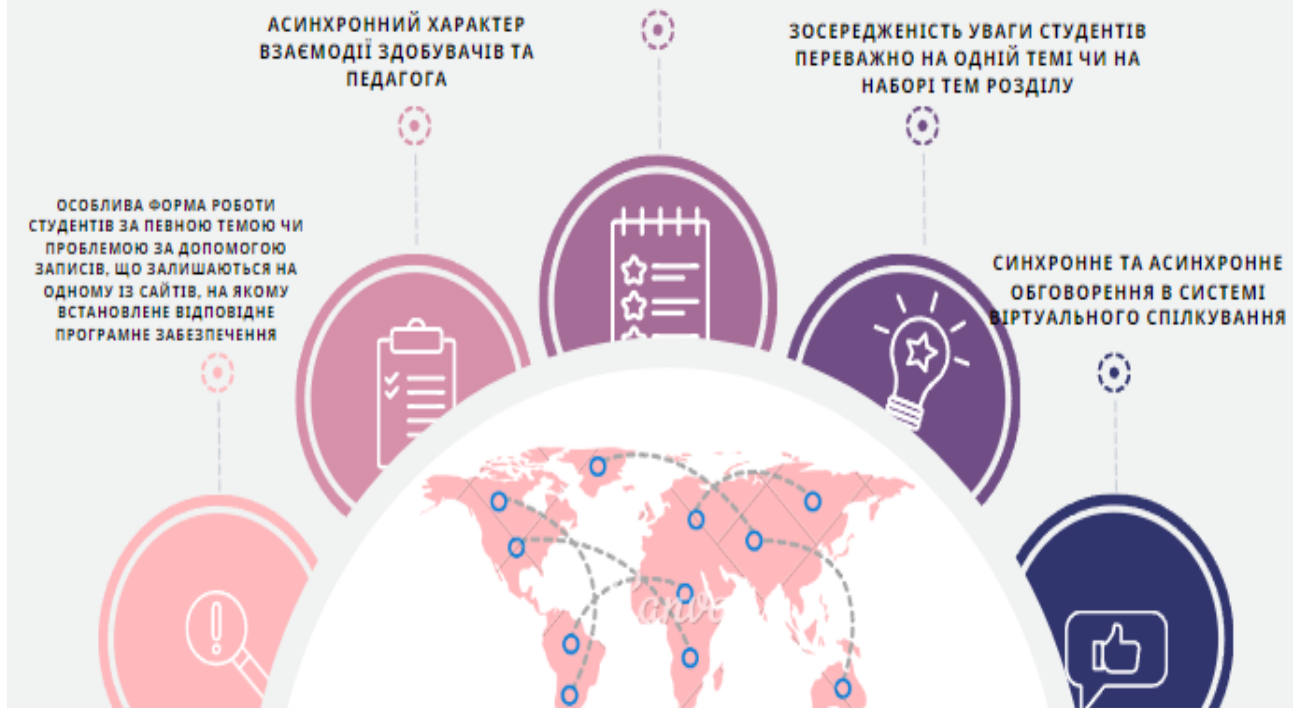 АСИНХРОННИЙ ХАРАКТЕР
ВЗАЄМОДІЇ ЗДОБУВАЧІВ ТА
ПЕДАГОГА
ЗОСЕРЕДЖЕНІСТЬ УВАГИ СТУДЕНТІВ
ПЕРЕВАЖНО НА ОДНІЙ ТЕМІ ЧИ НА
НАБОРІ ТЕМ РОЗДІЛУ
ОСОБЛИВА ФОРМА РОБОТИ
СТУДЕНТІВ ЗА ПЕВНОЮ ТЕМОЮ ЧИ
ПРОБЛЕМОЮ ЗА ДОПОМОГОЮ
ЗАПИСІВ, ЩО ЗАЛИШАЮТЬСЯ НА
ОДНОМУ ІЗ САЙТІВ, НА ЯКОМУ
ВСТАНОВЛЕНЕ ВІДПОВІДНЕ
ПРОГРАМНЕ ЗАБЕЗПЕЧЕННЯ
СИНХРОННЕ ТА АСИНХРОННЕ
ОБГОВОРЕННЯ В СИСТЕМІ
ВІРТУАЛЬНОГО СПІЛКУВАННЯ